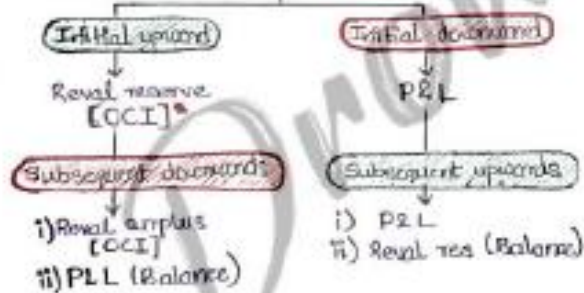 Initial upward
Initial downward
Reval reserve
[OCI]
P&L
Subsequent downwards
Subsequent upwards
i) Reval surplus
[OCI]
ii) P&L (Balance)
i) P&L
ii) Reval res (Balance)